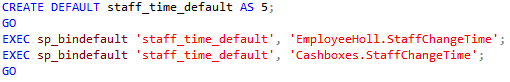 CREATE DEFAULT staff_time_default AS 5;
GO
EXEC sp_bindefault 'staff_time_default', 'EmployeeHoll.StaffChangeTime';
EXEC sp_bindefault 'staff_time_default', 'Cashboxes.StaffChangeTime';
GO